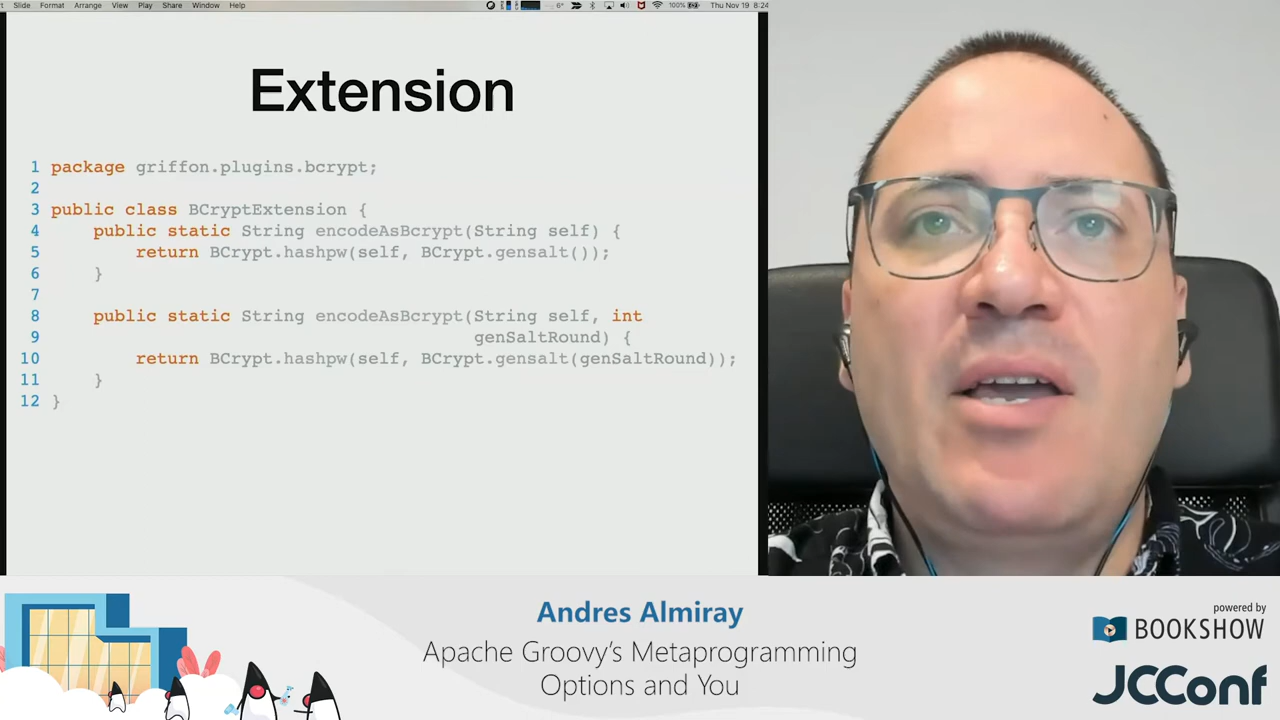 Slide Format Arrange View Play Share Window Help
6° 100% Thu Nov 19 8:24
Extension
1 package griffon.plugins.bcrypt;
2
3 public class BCryptExtension {
4 public static String encodeAsBcrypt(String self) {
5 return BCrypt.hashpw(self, BCrypt.gensalt());
6 }
7
8 public static String encodeAsBcrypt(String self, int
9 genSaltRound) {
10 return BCrypt.hashpw(self, BCrypt.gensalt(genSaltRound));
11 }
12 }
Andres Almiray
Apache Groovy's Metaprogramming
Options and You
powered by
BOOKSHOW
JCConf